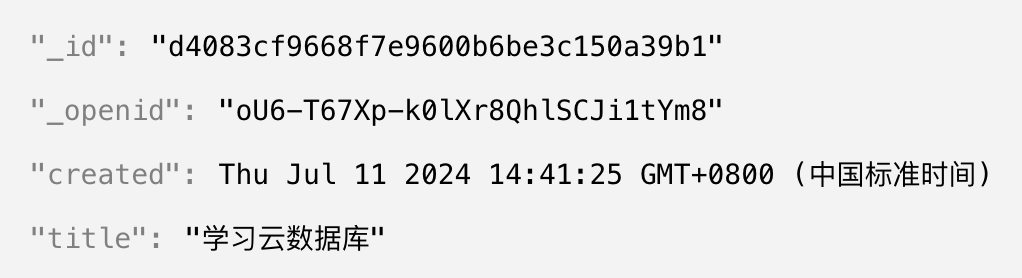 "_id": "d4083cf9668f7e9600b6be3c150a39b1"
"_openid": "oU6-T67Xp-k0lXr8QhlSCJi1tYm8"
"created": Thu Jul 11 2024 14:41:25 GMT+0800 (中国标准时间)
"title": "学习云数据库"